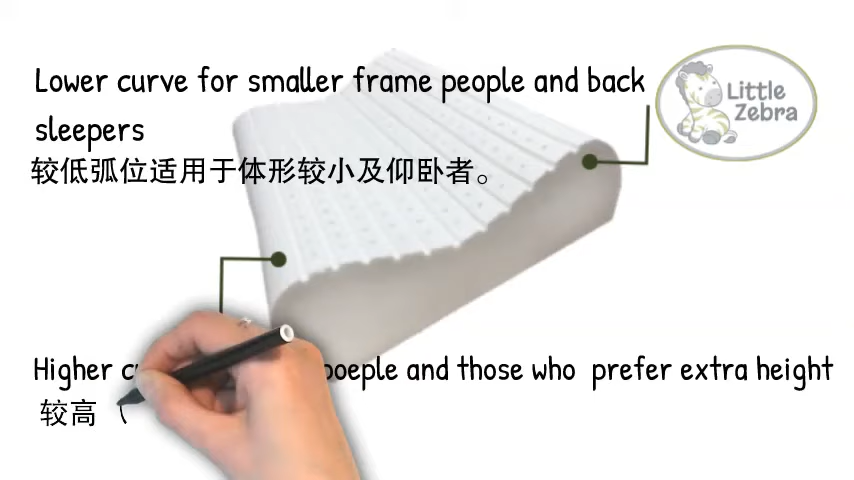 Lower curve for smaller frame people and back
sleepers
较低弧位适用于体形较小及仰卧者。
Little
Zebra
Higher poeple and those who prefer extra height
较高